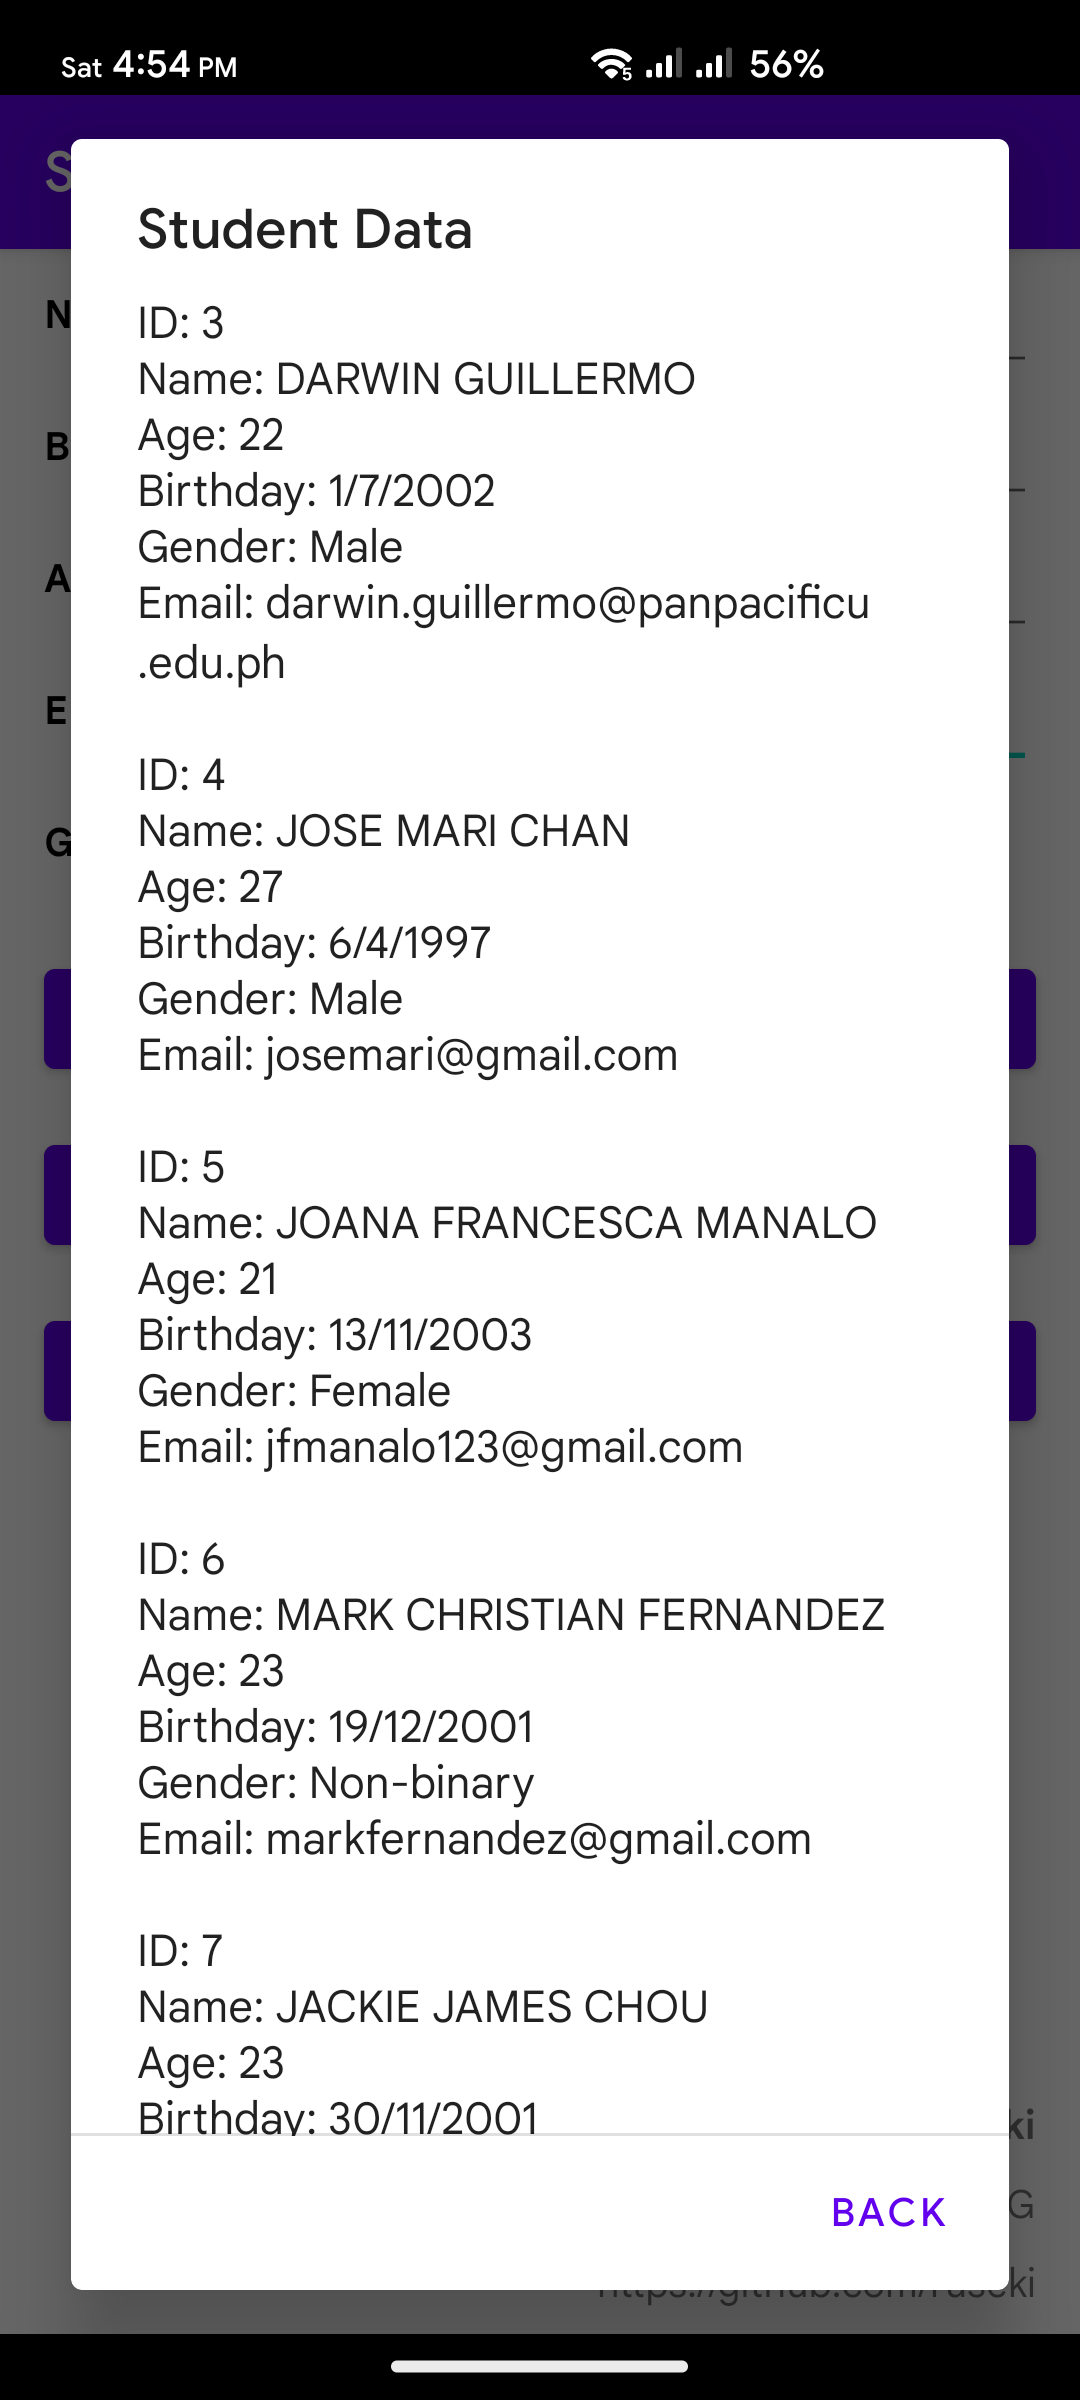 Sat 4:54 PM 5 56%
S
Student Data
ID: 3
N
Name: DARWIN GUILLERMO
Age: 22
B
Birthday: 1/7/2002
Gender: Male
A
Email: darwin.guillermo@panpacificu
.edu.ph
E
ID: 4
Name: JOSE MARI CHAN
G
Age: 27
Birthday: 6/4/1997
Gender: Male
Email: josemari@gmail.com
ID: 5
Name: JOANA FRANCESCA MANALO
Age: 21
Birthday: 13/11/2003
Gender: Female
Email: jfmanalo123@gmail.com
ID: 6
Name: MARK CHRISTIAN FERNANDEZ
Age: 23
Birthday: 19/12/2001
Gender: Non-binary
Email: markfernandez@gmail.com
ID: 7
Name: JACKIE JAMES CHOU
Age: 23
Birthday: 30/11/2001
ki
G
BACK